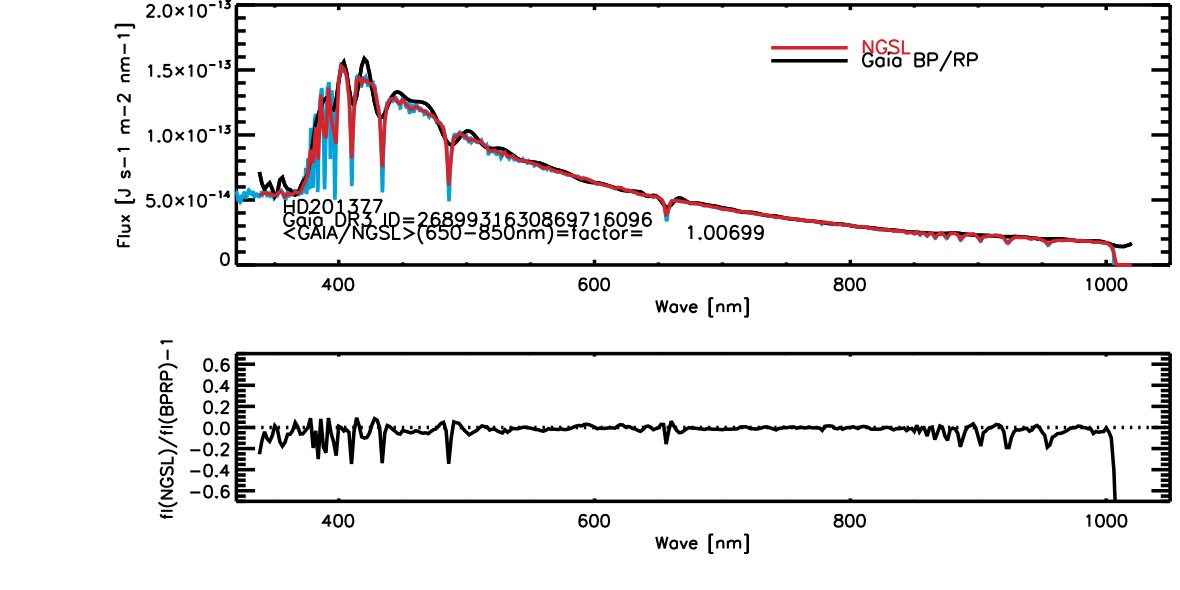 2.0×10−13
1.5×10−13
1.0×10−13
5.0×10−14
0
Flux [J s−1 m−2 nm−1]
NGSL
Gaia BP/RP
HD201377
Gaia DR3 ID=2689931630869716096
<GAIA/NGSL>(650−850nm)=factor= 1.00699
400 600 800 1000
Wave [nm]
fl(NGSL)/fl(BPRP)−1
0.6
0.4
0.2
0.0
−0.2
−0.4
−0.6
400 600 800 1000
Wave [nm]